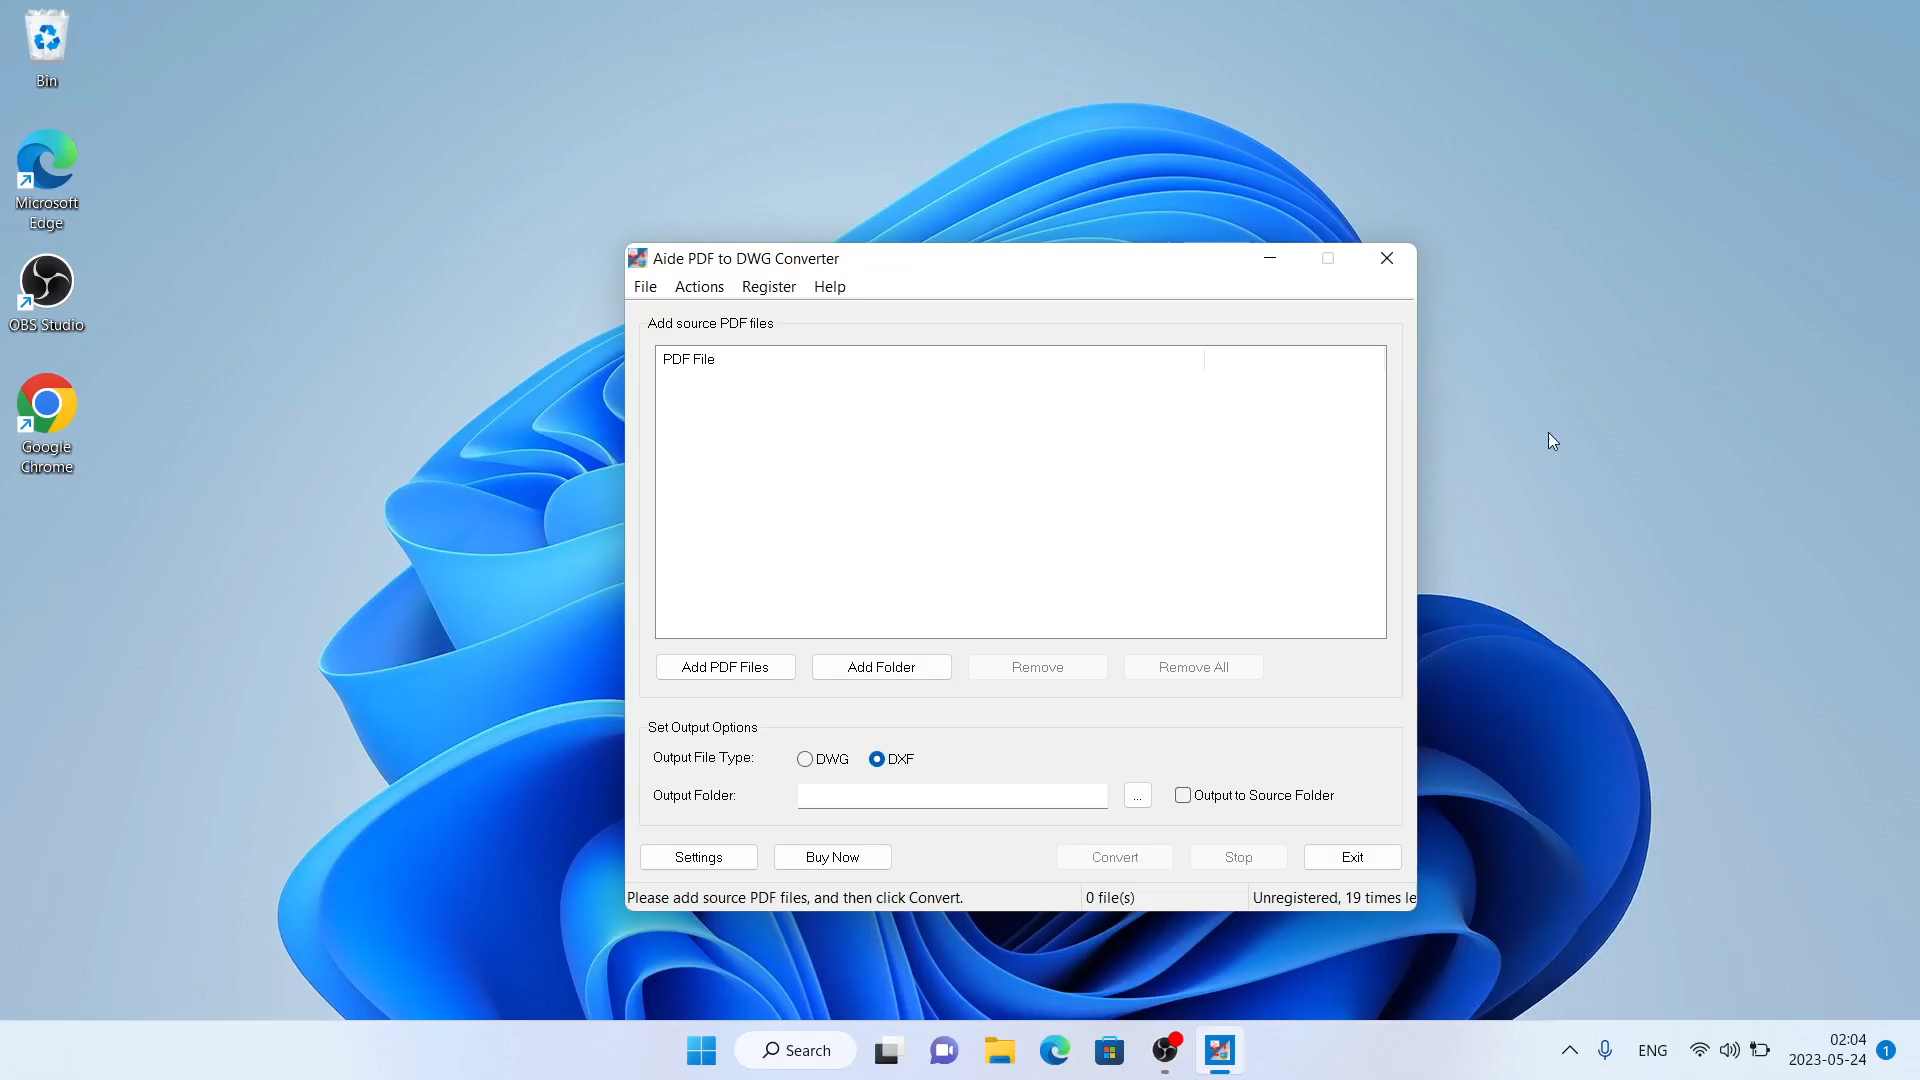 Bin
Microsoft
Edge
OBS Studio
Google
Chrome
Aide PDF to DWG Converter
File Actions Register Help
Add source PDF files
PDF File
Add PDF Files Add Folder Remove Remove All
Set Output Options
Output File Type: DWG DXF
Output Folder: ... Output to Source Folder
Settings Buy Now Convert Stop Exit
Please add source PDF files, and then click Convert. 0 file(s) Unregistered, 19 times le
Search
ENG
02:04
2023-05-24
1